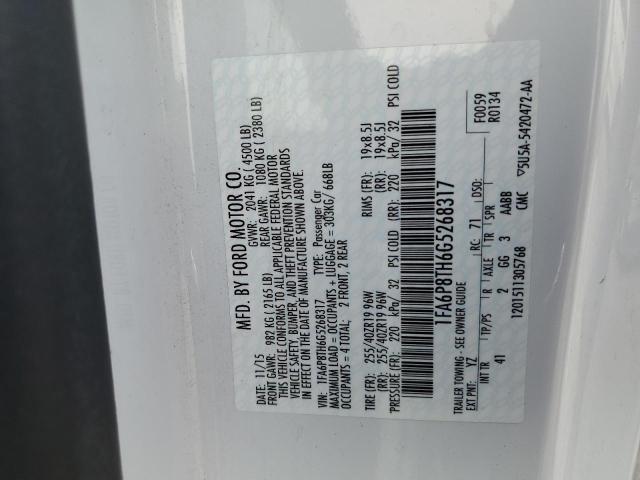 MFD. BY FORD MOTOR CO.
DATE: 11/15 GVWR: 2041 KG ( 4500 LB)
FRONT GAWR: 982 KG ( 2165 LB) REAR GAWR: 1080 KG ( 2380 LB)
THIS VEHICLE CONFORMS TO ALL APPLICABLE FEDERAL MOTOR
VEHICLE SAFETY, BUMPER, AND THEFT PREVENTION STANDARDS
IN EFFECT ON THE DATE OF MANUFACTURE SHOWN ABOVE.
VIN: 1FA6P8TH6G5268317 TYPE: Passenger Car
MAXIMUM LOAD = OCCUPANTS + LUGGAGE = 303KG/ 668LB
OCCUPANTS = 4 TOTAL; 2 FRONT, 2 REAR
TIRE (FR): 255/40ZR19 96W RIMS (FR): 19x8.5J
(RR): 255/40ZR19 96W (RR): 19x8.5J
PRESSURE (FR): 220 kPa/ 32 PSI COLD (RR): 220 kPa/ 32 PSI COLD
1FA6P8TH6G5268317 F0059
R0134
TRAILER TOWING - SEE OWNER GUIDE
EXT PNT: YZ RC: 71 DSO:
INT TR TP/PS R AXLE TR SPR
41 2 GG 3 AABB
12015111305768 CMC ▽5U5A-5420472-AA